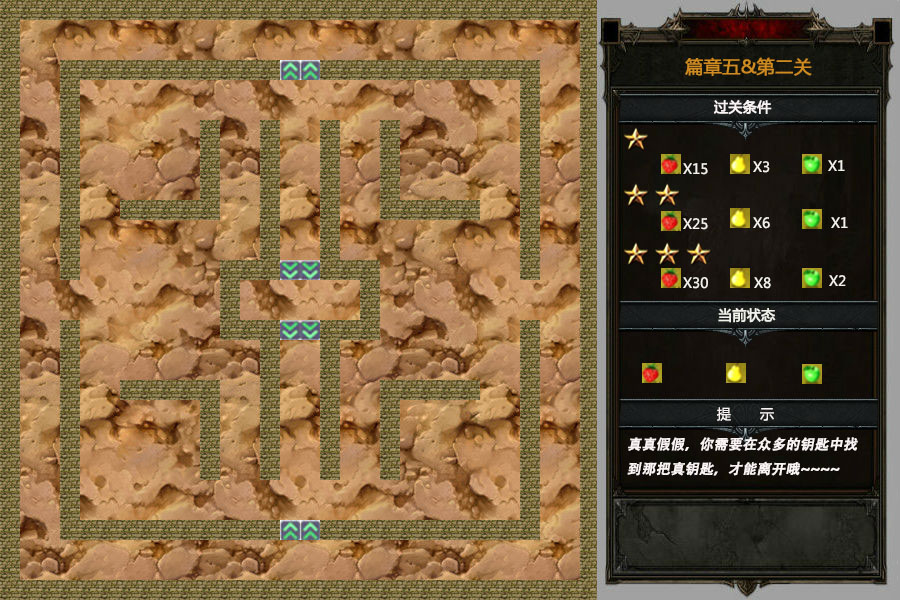 篇章五&第二关
过关条件
X15 X3 X1
X25 X6 X1
X30 X8 X2
当前状态
提 示
真真假假，你需要在众多的钥匙中找
到那把真钥匙，才能离开哦~~~~